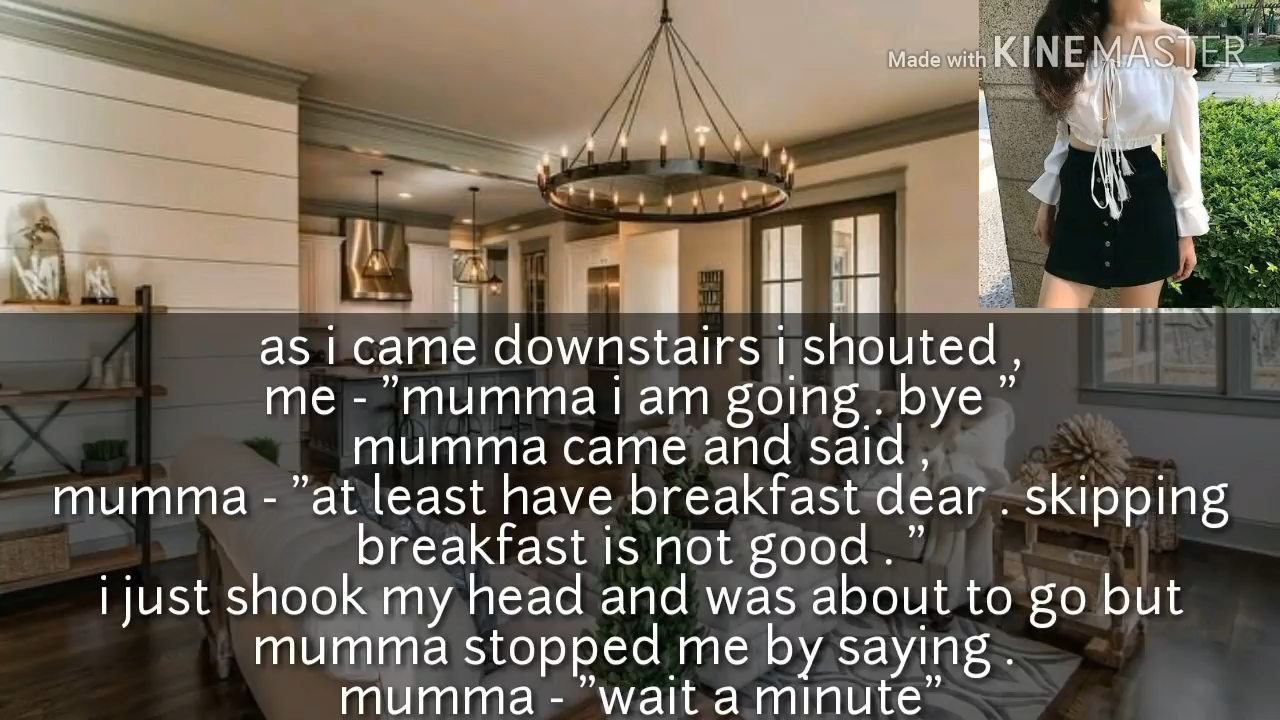 Made with KINEMASTER
as i came downstairs i shouted ,
me - ”mumma i am going . bye ”
mumma came and said ,
mumma - ”at least have breakfast dear . skipping
breakfast is not good . ”
i just shook my head and was about to go but
mumma stopped me by saying .
mumma - ”wait a minute”